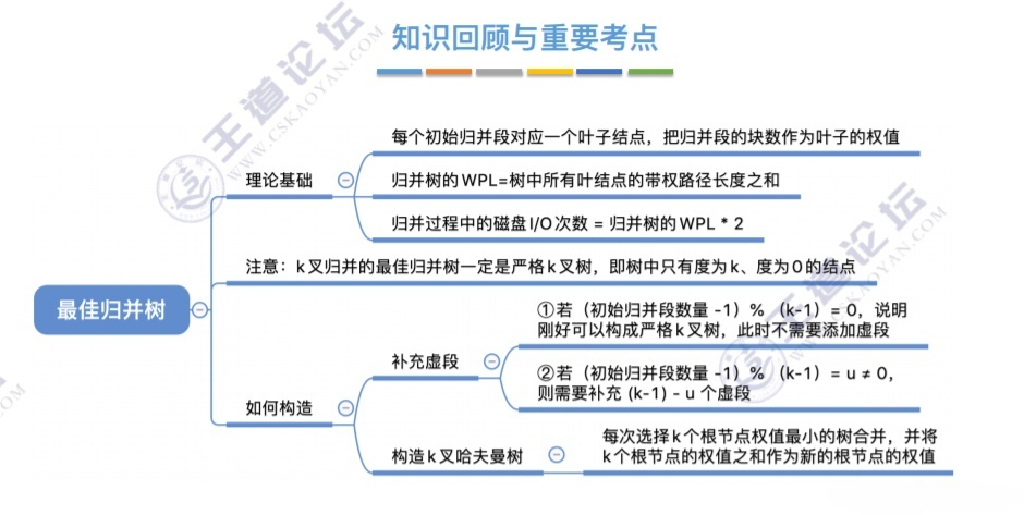 知识回顾与重要考点
每个初始归并段对应一个叶子结点，把归并段的块数作为叶子的权值
理论基础
归并树的WPL=树中所有叶结点的带权路径长度之和
归并过程中的磁盘 I/O 次数 = 归并树的 WPL * 2
注意：k叉归并的最佳归并树一定是严格k叉树，即树中只有度为k、度为0的结点
最佳归并树
①若（初始归并段数量 -1）%（k-1）= 0，说明
刚好可以构成严格k叉树，此时不需要添加虚段
补充虚段
②若（初始归并段数量 -1）%（k-1）= u ≠ 0，
则需要补充 (k-1) - u 个虚段
如何构造
每次选择k个根节点权值最小的树合并，并将
k个根节点的权值之和作为新的根节点的权值
构造k叉哈夫曼树
王道论坛
WWW.CSKAOYAN.COM
王道论坛
WWW.CSKAOYAN.COM